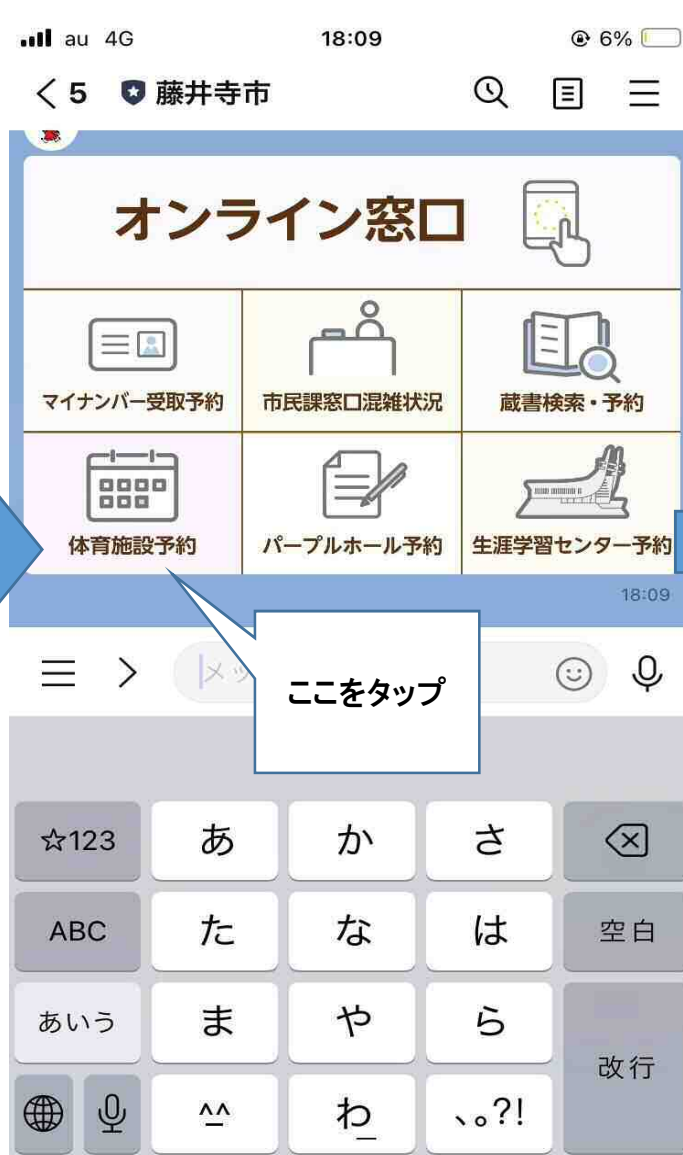 au 4G 18:09 6%
5 藤井寺市
オンライン窓口
マイナンバー受取予約 市民課窓口混雑状況 蔵書検索・予約
体育施設予約 パープルホール予約 生涯学習センター予約
18:09
メッ
ここをタップ
☆123 あ か さ
ABC た な は 空白
あいう ま や ら
改行
^^ わ 、。?!